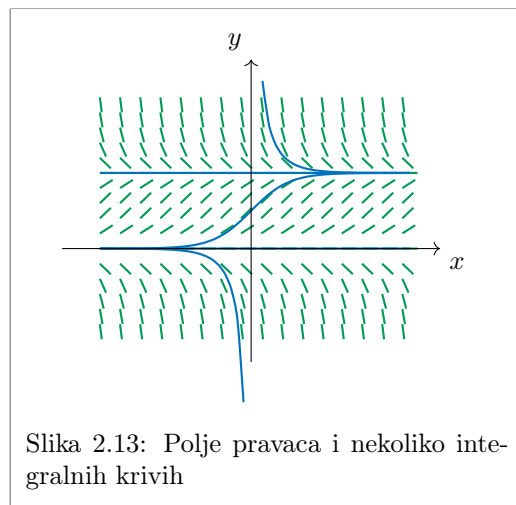 y
x
Slika 2.13: Polje pravaca i nekoliko inte-
gralnih krivih